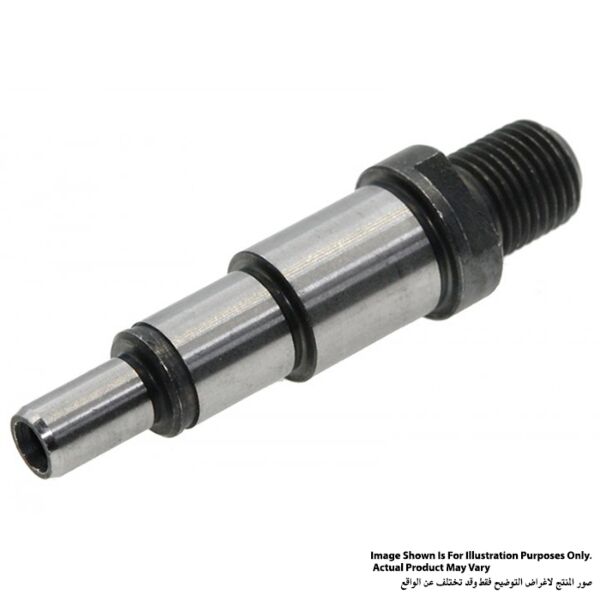 Image Shown Is For Illustration Purposes Only.
Actual Product May Vary
صور المنتج لاغراض التوضيح فقط وقد تختلف عن الواقع